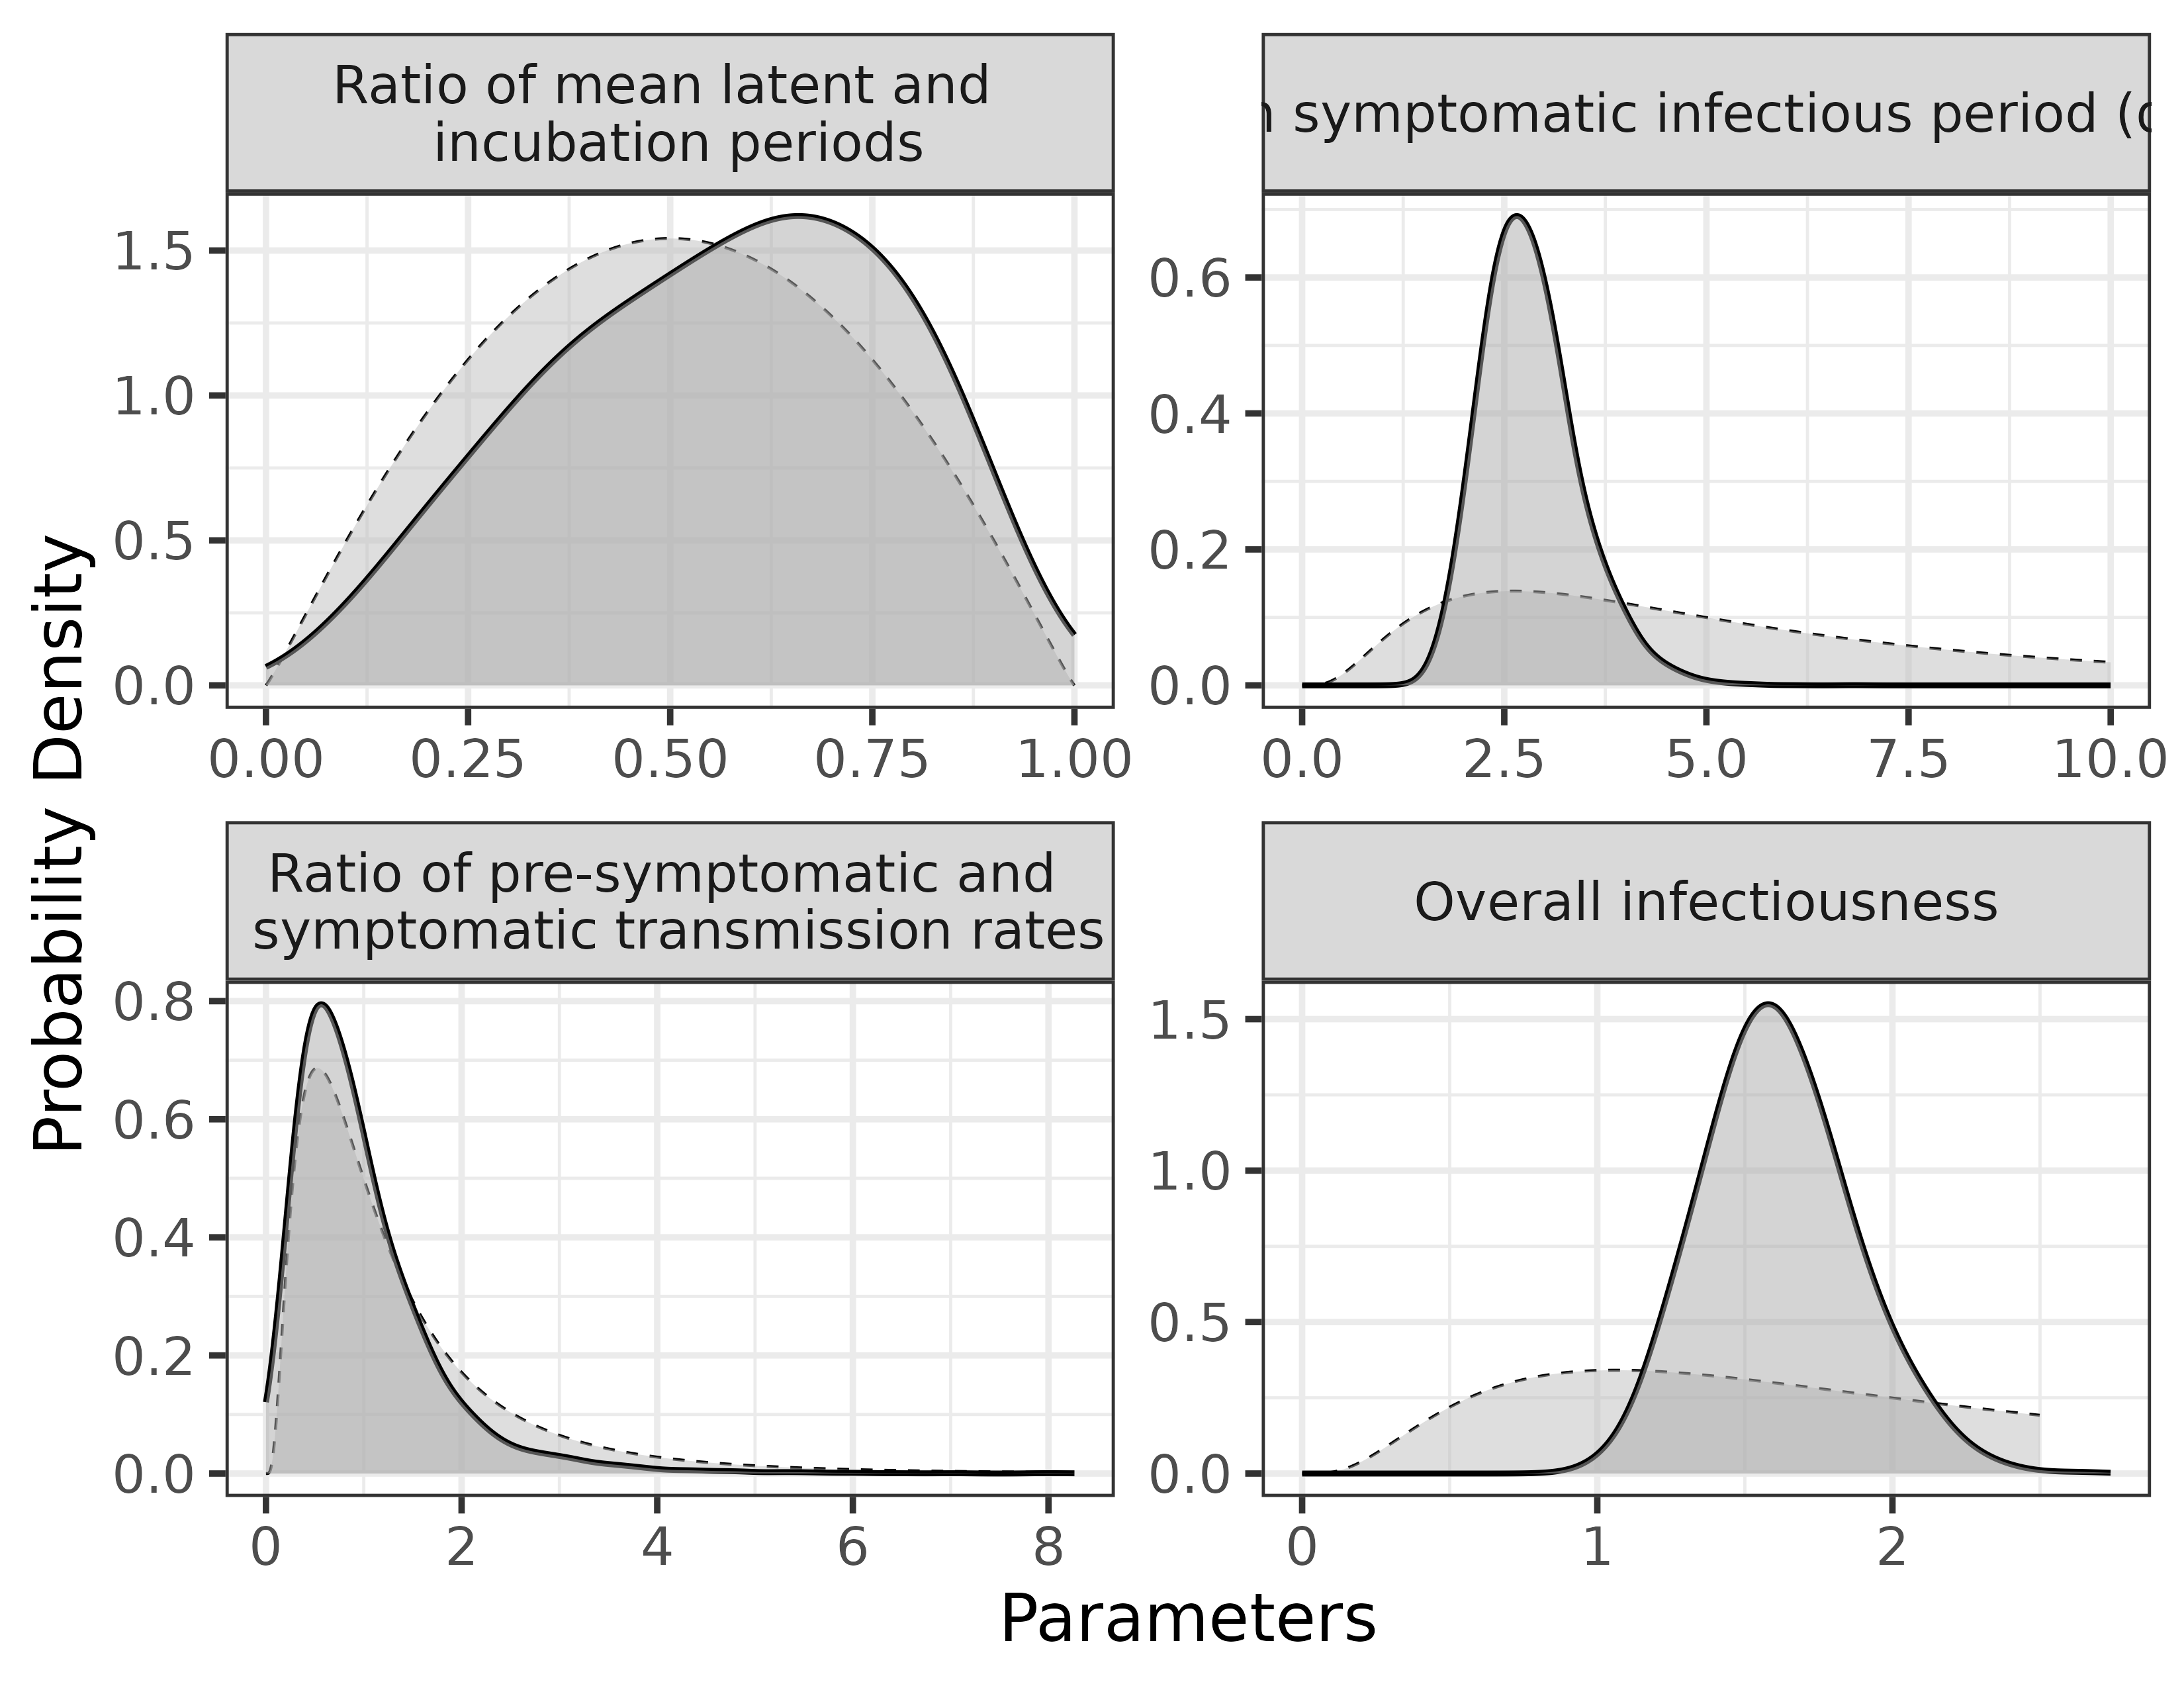 Ratio of mean latent and
incubation periods
symptomatic infectious period
1.5
1.0
0.5
0.0
0.00 0.25 0.50 0.75 1.00
0.6
0.4
0.2
0.0
0.0 2.5 5.0 7.5 10.0
Ratio of pre-symptomatic and
symptomatic transmission rates
Overall infectiousness
0.8
0.6
0.4
0.2
0.0
0 2 4 6 8
1.5
1.0
0.5
0.0
0 1 2
Probability Density
Parameters